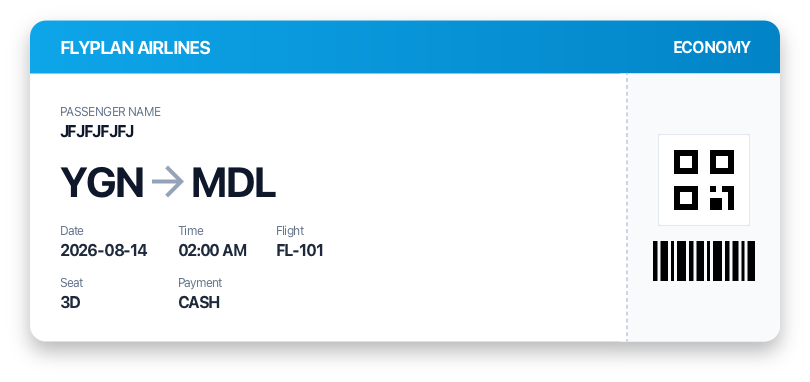 FLYPLAN AIRLINES
ECONOMY
PASSENGER NAME
JFJFJFJFJ
YGN → MDL
Date
Time
Flight
2026-08-14
02:00 AM
FL-101
Seat
Payment
3D
CASH